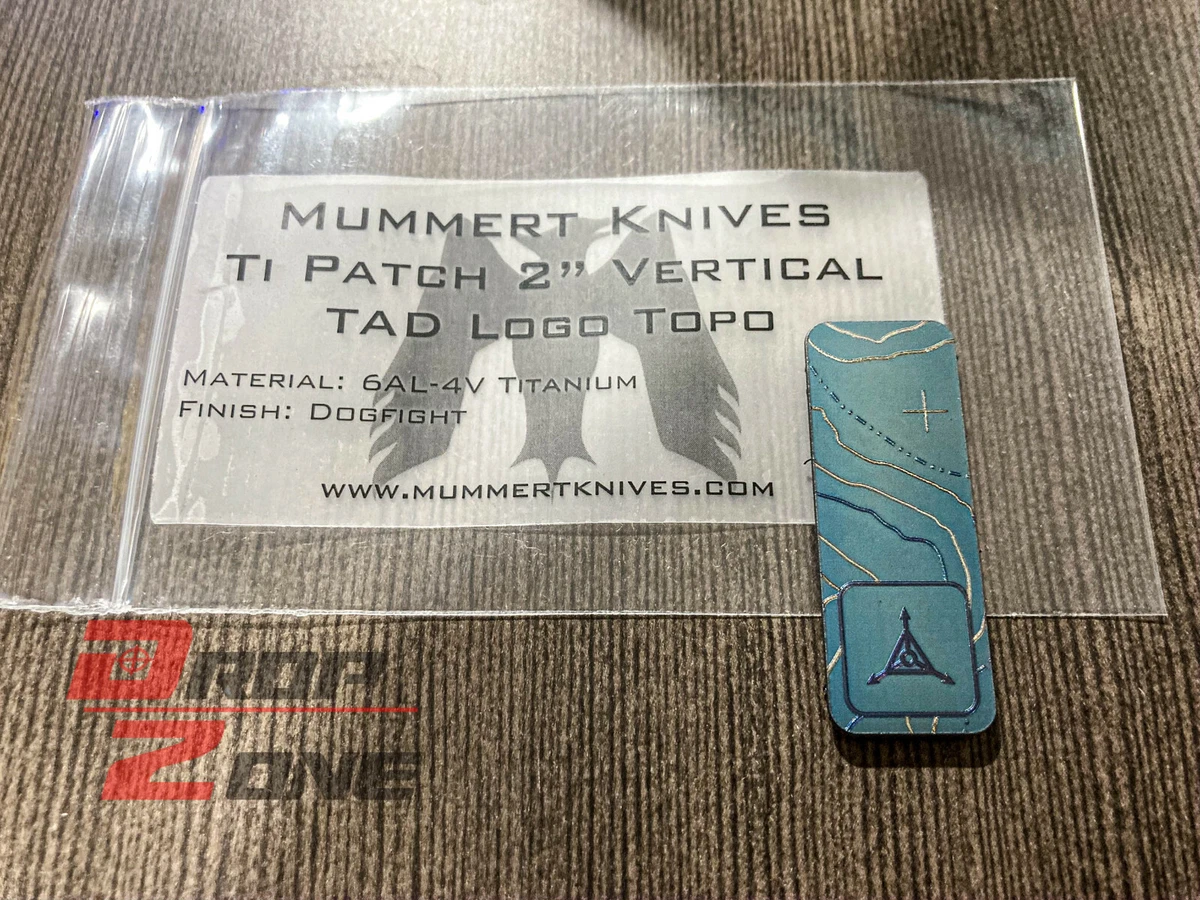 Mummert Knives
Ti Patch 2” Vertical
TAD Logo Topo
Material: 6AL-4V Titanium
Finish: Dogfight
www.mummertknives.com
Drop
Zone